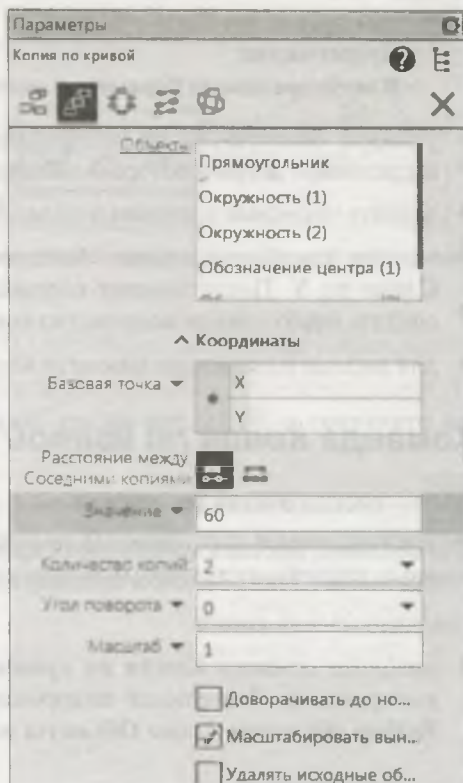 Параметры
Копия по кривой
Объекты
Прямоугольник
Окружность (1)
Окружность (2)
Обозначение центра (1)
Координаты
Базовая точка
X
Y
Расстояние между
Соседними копиями
Значение
60
Количество копий
2
Угол поворота
0
Масштаб
1
Доворачивать до но...
Масштабировать вын...
Удалять исходные об...